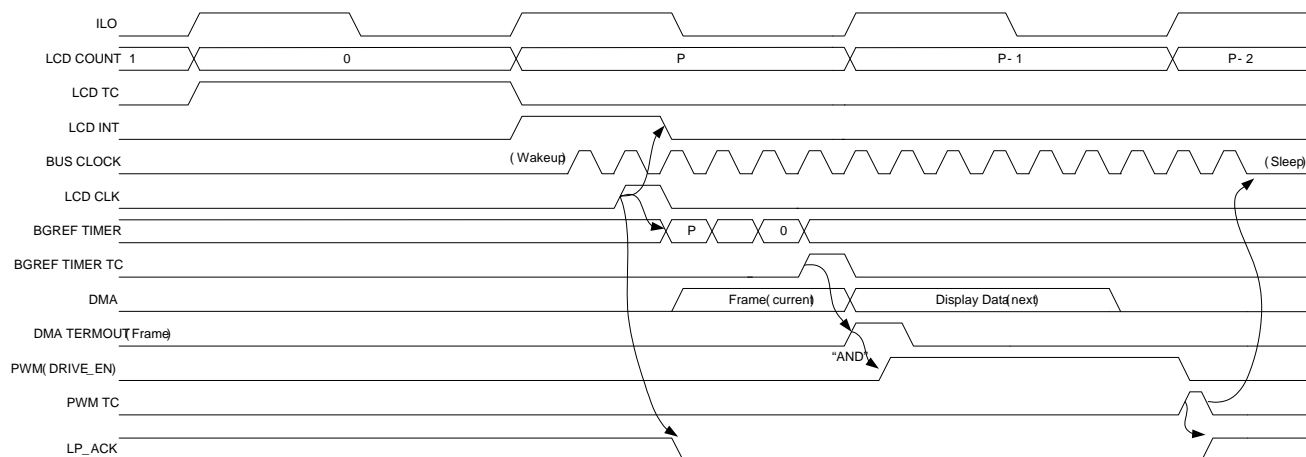 ILO
LCD COUNT 1 0 P P- 1 P- 2
LCD TC
LCD INT
BUS CLOCK ( Wakeup) ( Sleep)
LCD CLK
BGREF TIMER P 0
BGREF TIMER TC
DMA Frame( current) Display Data(next)
DMA TERMOUT(Frame)
"AND"
PWM( DRIVE_EN)
PWM TC
LP_ACK